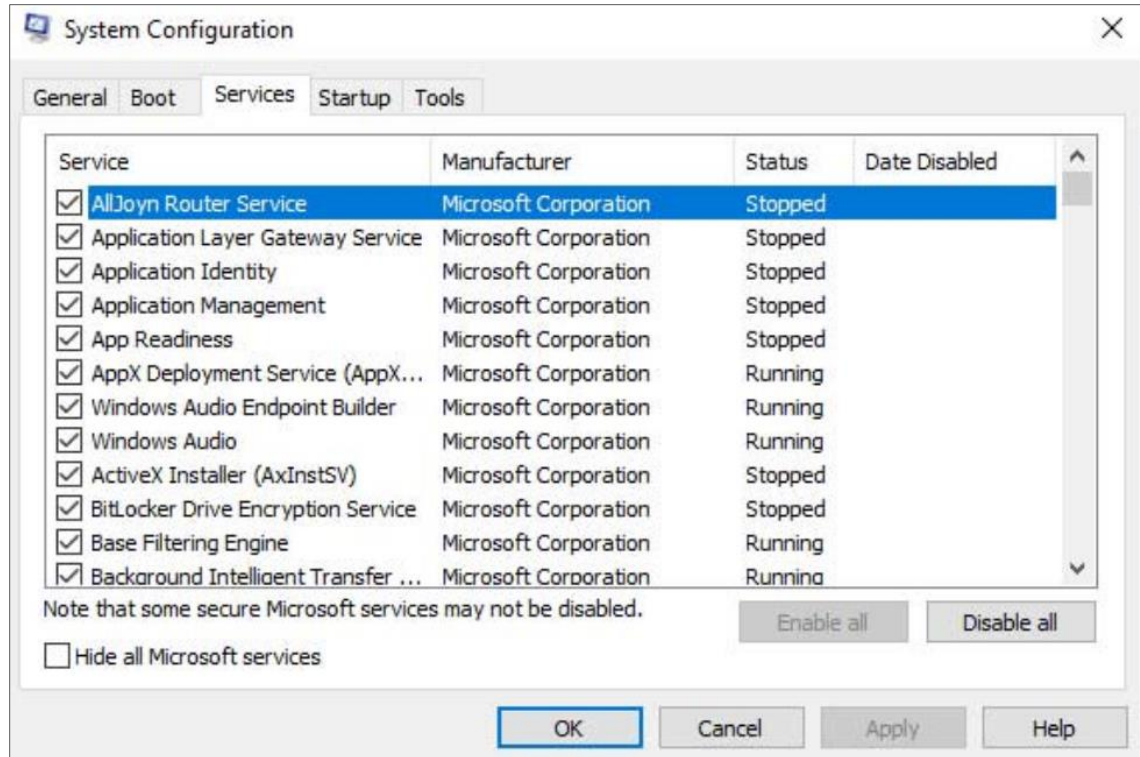 System Configuration
General Boot Services Startup Tools
Service Manufacturer Status Date Disabled
AllJoyn Router Service Microsoft Corporation Stopped
Application Layer Gateway Service Microsoft Corporation Stopped
Application Identity Microsoft Corporation Stopped
Application Management Microsoft Corporation Stopped
App Readiness Microsoft Corporation Stopped
AppX Deployment Service (AppX... Microsoft Corporation Running
Windows Audio Endpoint Builder Microsoft Corporation Running
Windows Audio Microsoft Corporation Running
ActiveX Installer (AxInstSV) Microsoft Corporation Stopped
BitLocker Drive Encryption Service Microsoft Corporation Stopped
Base Filtering Engine Microsoft Corporation Running
Background Intelligent Transfer ... Microsoft Corporation Running
Note that some secure Microsoft services may not be disabled.
Enable all Disable all
Hide all Microsoft services
OK Cancel Apply Help